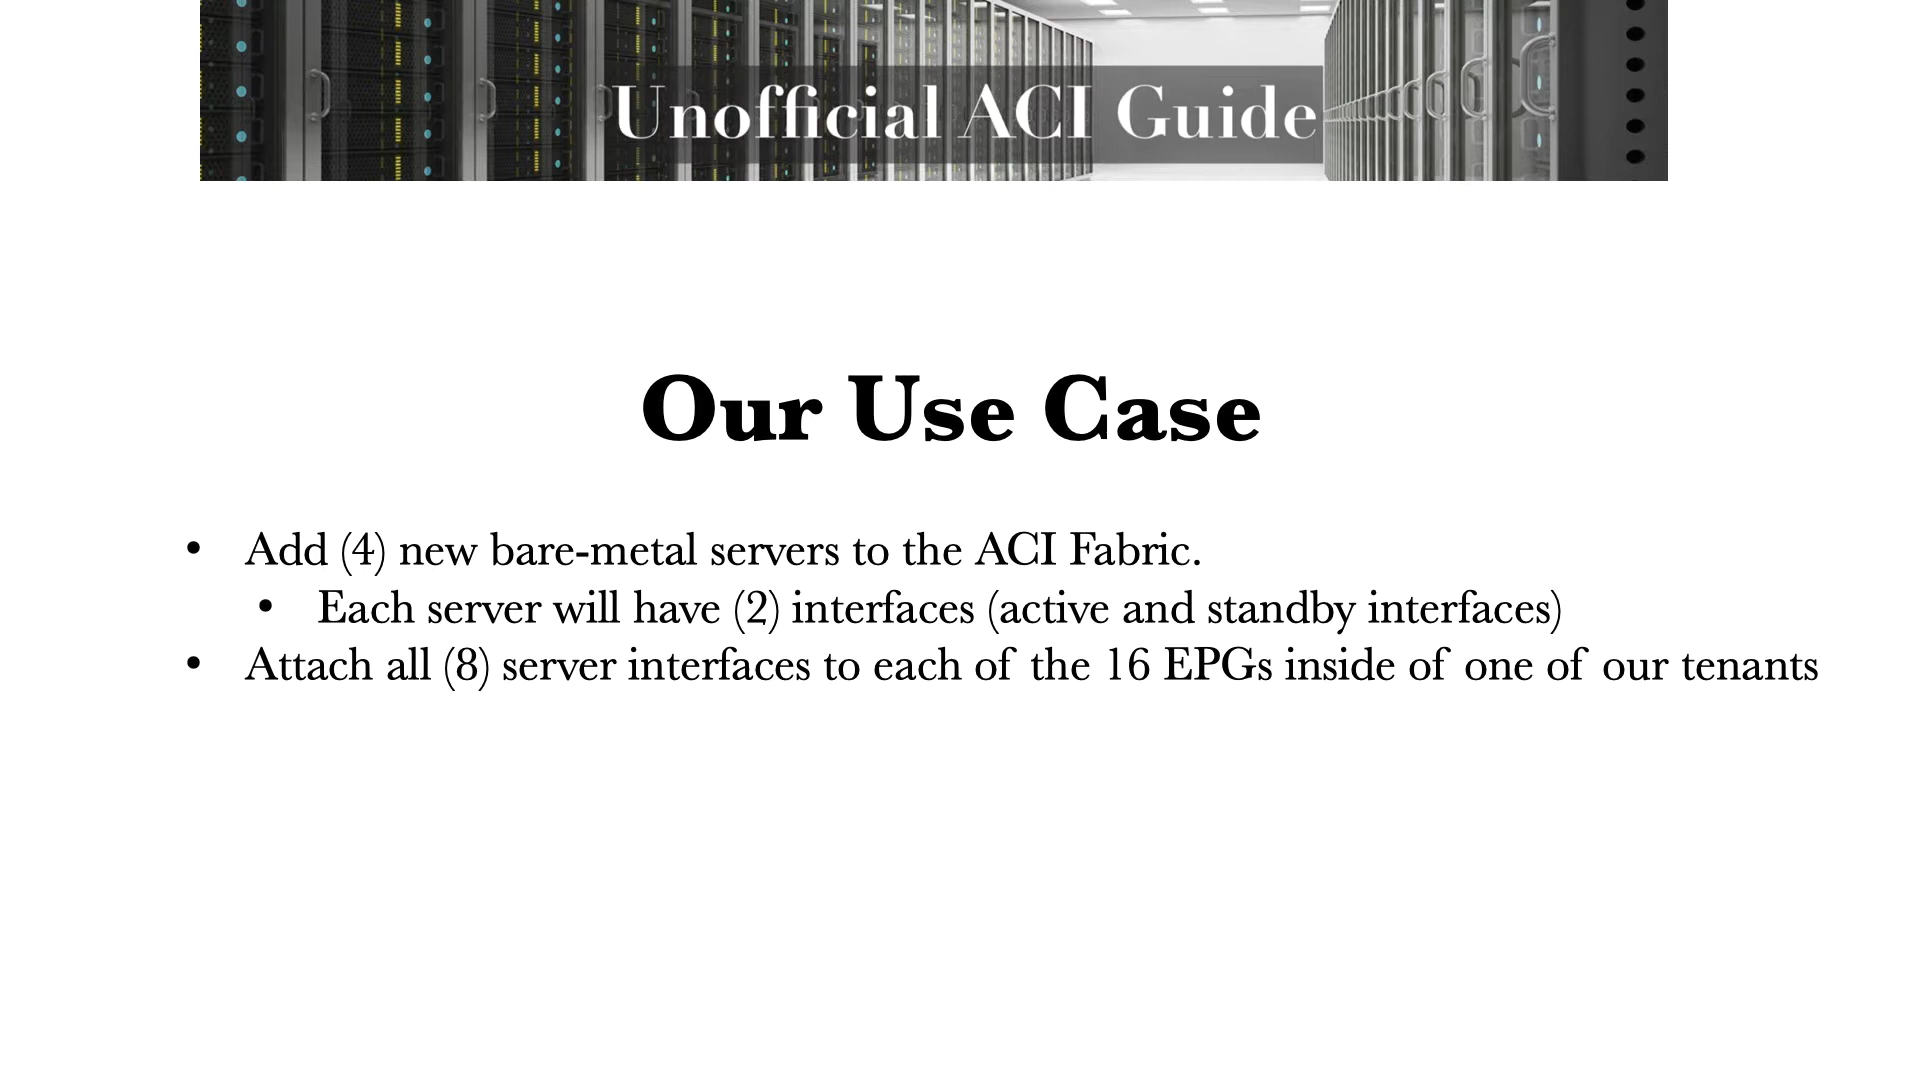 Unofficial ACI Guide
Our Use Case
• Add (4) new bare-metal servers to the ACI Fabric.
• Each server will have (2) interfaces (active and standby interfaces)
• Attach all (8) server interfaces to each of the 16 EPGs inside of one of our tenants